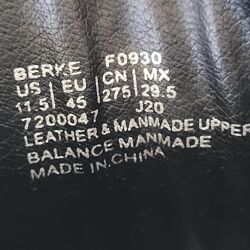 BERKE F0930
US EU CN MX
11.5 45 275 29.5
7200047 J20
LEATHER & MANMADE UPPER
BALANCE MANMADE
MADE IN CHINA